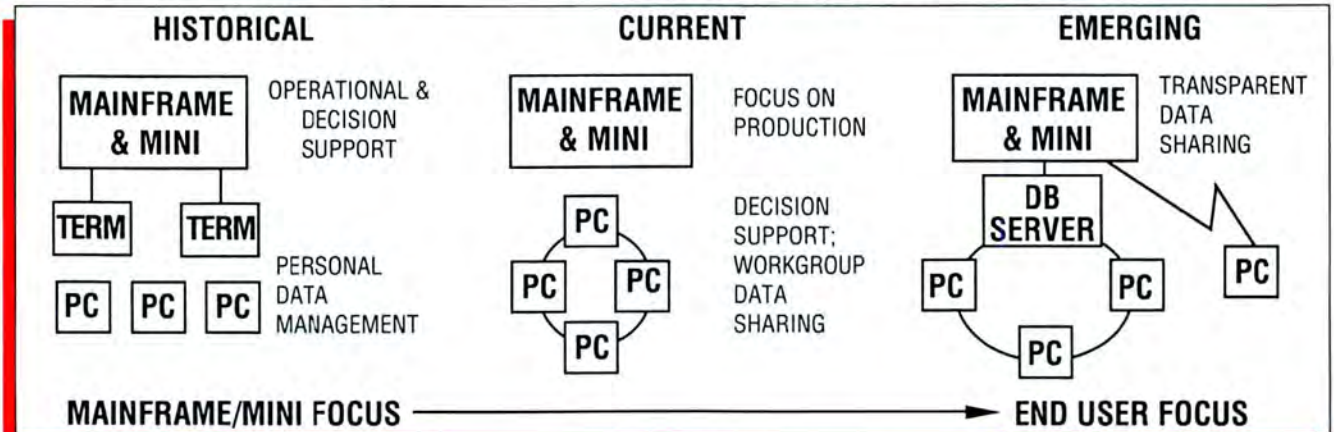 HISTORICAL
MAINFRAME
& MINI
OPERATIONAL &
DECISION
SUPPORT
TERM
TERM
PC
PC
PC
PERSONAL
DATA
MANAGEMENT
CURRENT
MAINFRAME
& MINI
FOCUS ON
PRODUCTION
PC
PC
PC
PC
DECISION
SUPPORT;
WORKGROUP
DATA
SHARING
EMERGING
MAINFRAME
& MINI
TRANSPARENT
DATA
SHARING
DB
SERVER
PC
PC
PC
PC
MAINFRAME/MINI FOCUS
END USER FOCUS